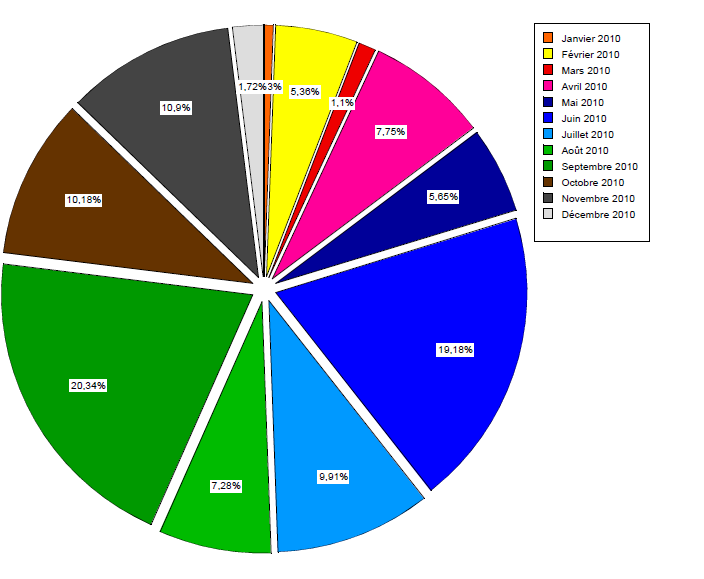 Janvier 2010
Février 2010
Mars 2010
Avril 2010
Mai 2010
Juin 2010
Juillet 2010
Août 2010
Septembre 2010
Octobre 2010
Novembre 2010
Décembre 2010
1,72%
3%
5,36%
1,1%
10,9%
7,75%
5,65%
10,18%
19,18%
20,34%
9,91%
7,28%